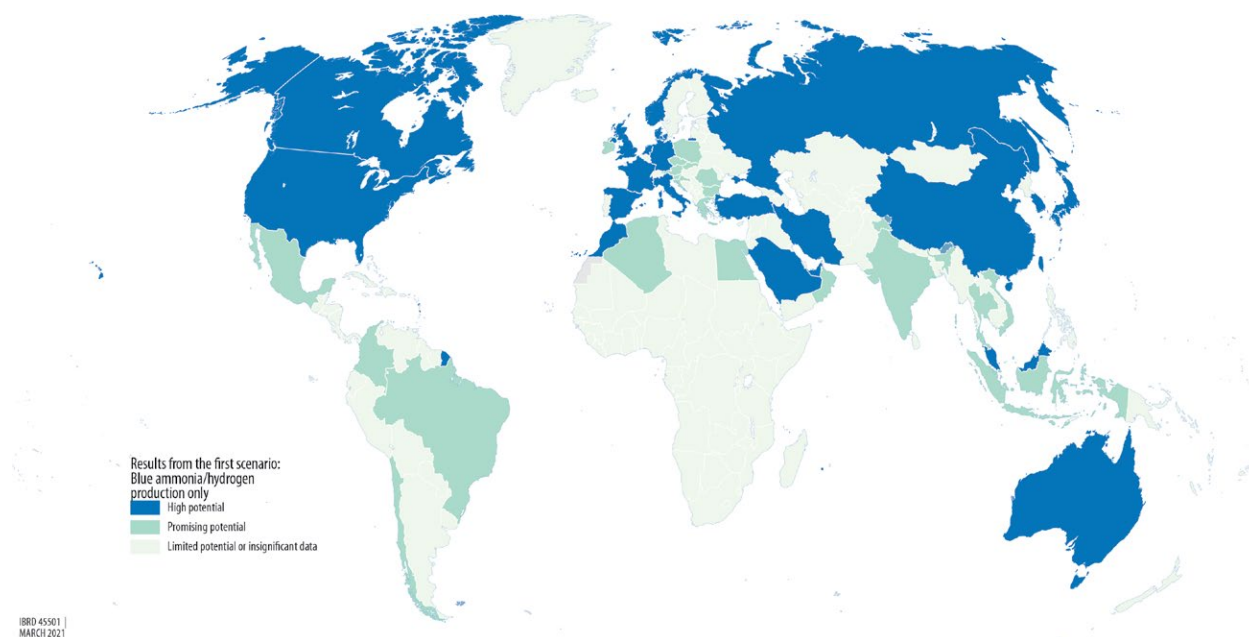 Results from the first scenario:
Blue ammonia/hydrogen
production only
High potential
Promising potential
Limited potential or insignificant data
IBRD 45501 |
MARCH 2021